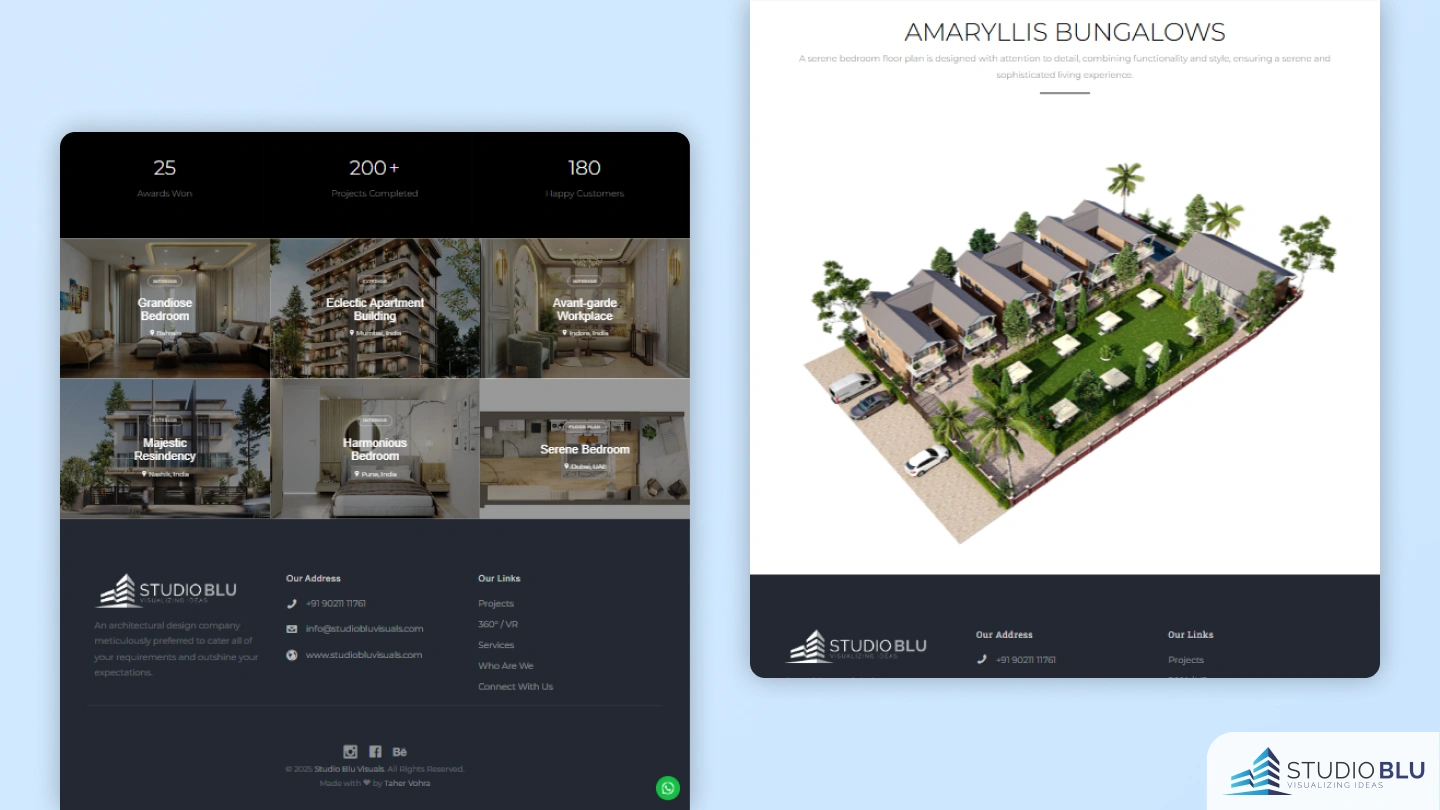 25
Awards Won
200+
Projects Completed
180
Happy Customers
INTERIOR
Grandiose
Bedroom
Bahrain
EXTERIOR
Eclectic Apartment
Building
Mumbai, India
INTERIOR
Avant-garde
Workplace
Indore, India
EXTERIOR
Majestic
Resindency
Nashik, India
INTERIOR
Harmonious
Bedroom
Pune, India
FLOOR PLAN
Serene Bedroom
Dubai, UAE
STUDIO BLU
VISUALIZING IDEAS
An architectural design company
meticulously preferred to cater all of
your requirements and outshine your
expectations.
Our Address
+91 90211 11761
info@studiobluvisuals.com
www.studiobluvisuals.com
Our Links
Projects
360° / VR
Services
Who Are We
Connect With Us
Bē
© 2025 Studio Blu Visuals. All Rights Reserved.
Made with ❤ by Taher Vohra
AMARYLLIS BUNGALOWS
A serene bedroom floor plan is designed with attention to detail, combining functionality and style, ensuring a serene and
sophisticated living experience.
STUDIO BLU
VISUALIZING IDEAS
Our Address
+91 90211 11761
Our Links
Projects
STUDIO BLU
VISUALIZING IDEAS